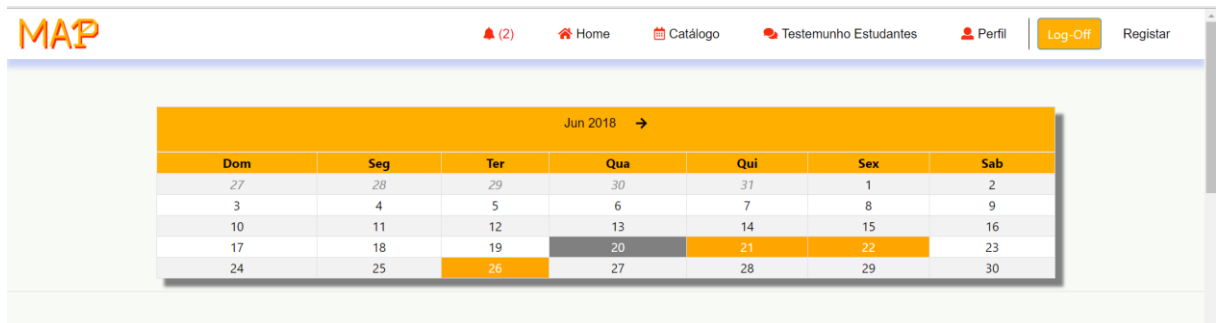 MAP (2) Home Catálogo Testemunho Estudantes Perfil Log-Off Registar
Jun 2018 →
Dom Seg Ter Qua Qui Sex Sab
27 28 29 30 31 1 2
3 4 5 6 7 8 9
10 11 12 13 14 15 16
17 18 19 20 21 22 23
24 25 26 27 28 29 30